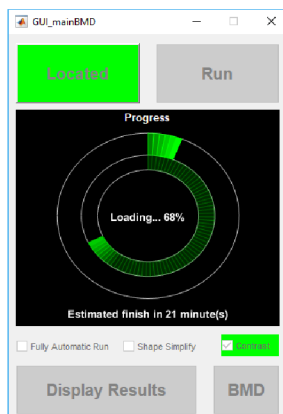 GUI_mainBMD
Located
Run
Progress
Loading... 68%
Estimated finish in 21 minute(s)
Fully Automatic Run
Shape Simplify
Contrast
Display Results
BMD